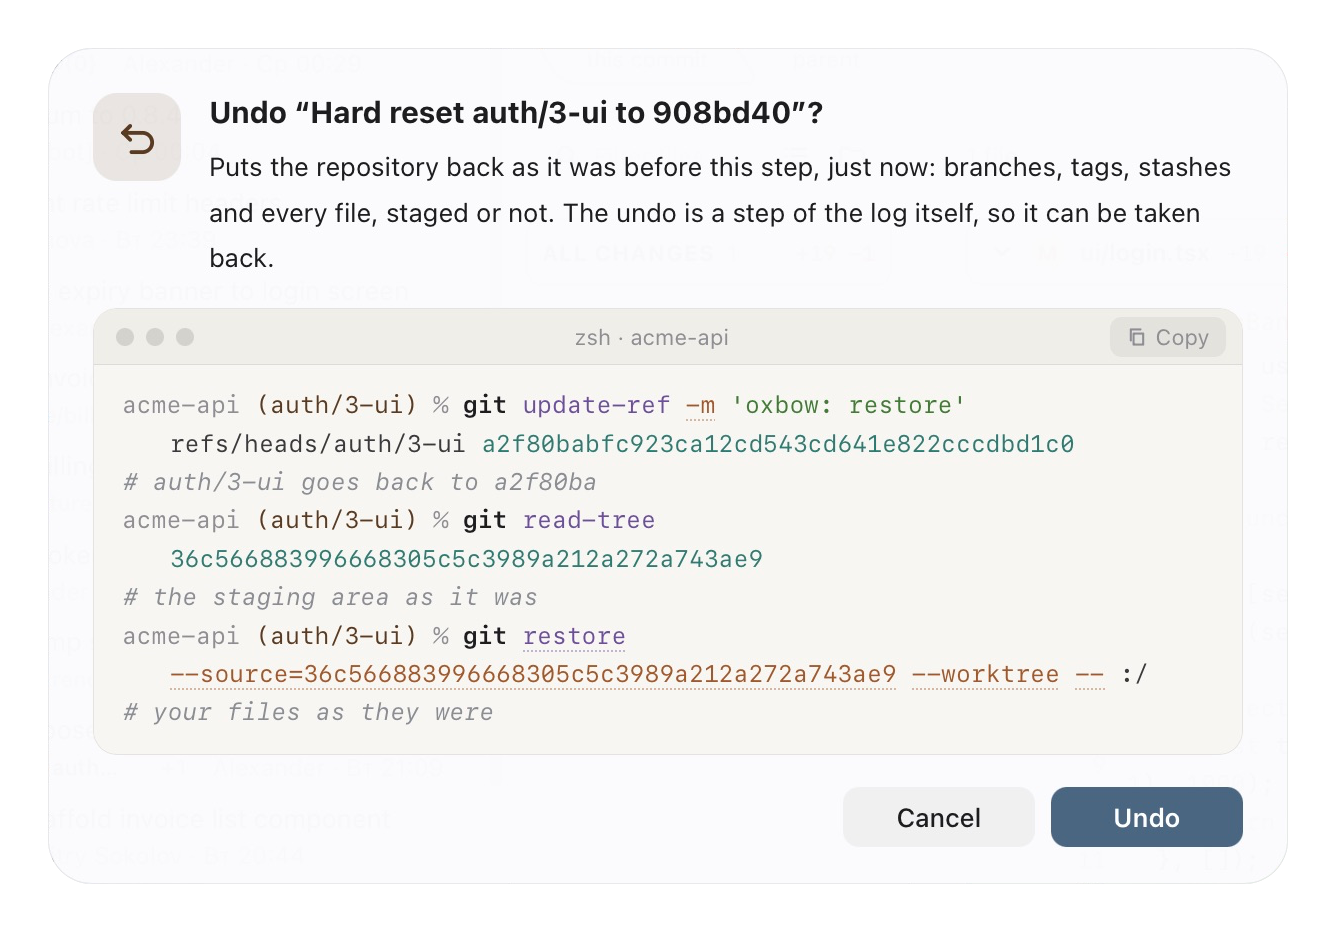 Undo “Hard reset auth/3-ui to 908bd40”?
Puts the repository back as it was before this step, just now: branches, tags, stashes
and every file, staged or not. The undo is a step of the log itself, so it can be taken
back.
zsh · acme-api
Copy
acme-api (auth/3-ui) % git update-ref -m 'oxbow: restore'
refs/heads/auth/3-ui a2f80babfc923ca12cd543cd641e822cccdbd1c0
# auth/3-ui goes back to a2f80ba
acme-api (auth/3-ui) % git read-tree
36c566883996668305c5c3989a212a272a743ae9
# the staging area as it was
acme-api (auth/3-ui) % git restore
--source=36c566883996668305c5c3989a212a272a743ae9 --worktree -- :/
# your files as they were
Cancel
Undo